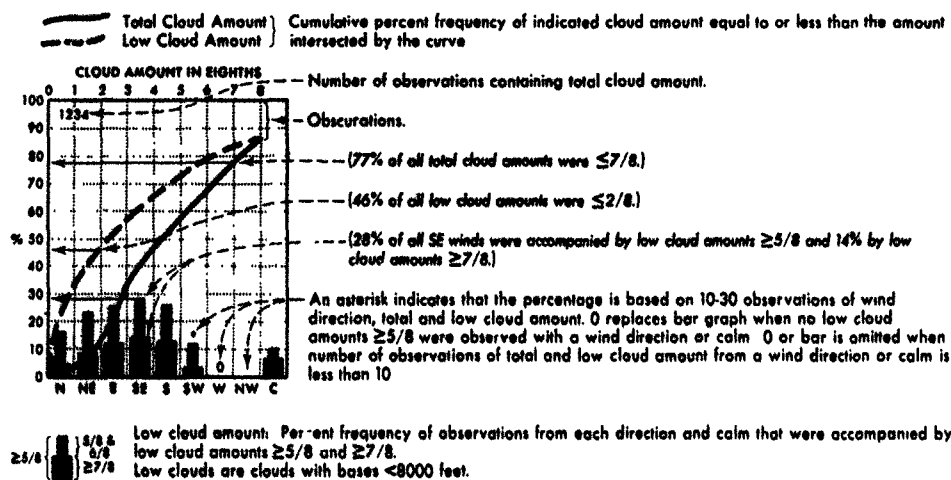 Total Cloud Amount
Low Cloud Amount
Cumulative percent frequency of indicated cloud amount equal to or less than the amount
intersected by the curve
CLOUD AMOUNT IN EIGHTHS
0 1 2 3 4 5 6 7 8
Number of observations containing total cloud amount.
100
1234
90
Obscurations.
80
(77% of all total cloud amounts were ≤7/8.)
70
(46% of all low cloud amounts were ≤2/8.)
60
%
50
(28% of all SE winds were accompanied by low cloud amounts ≥5/8 and 14% by low
cloud amounts ≥7/8.)
40
30
An asterisk indicates that the percentage is based on 10-30 observations of wind
direction, total and low cloud amount. 0 replaces bar graph when no low cloud
amounts ≥5/8 were observed with a wind direction or calm 0 or bar is omitted when
number of observations of total and low cloud amount from a wind direction or calm is
less than 10
20
*
10
0
0
N NE E SE S SW W NW C
≥5/8
5/8 &
6/8
≥7/8
Low cloud amount: Per-ent frequency of observations from each direction and calm that were accompanied by
low cloud amounts ≥5/8 and ≥7/8.
Low clouds are clouds with bases <8000 feet.